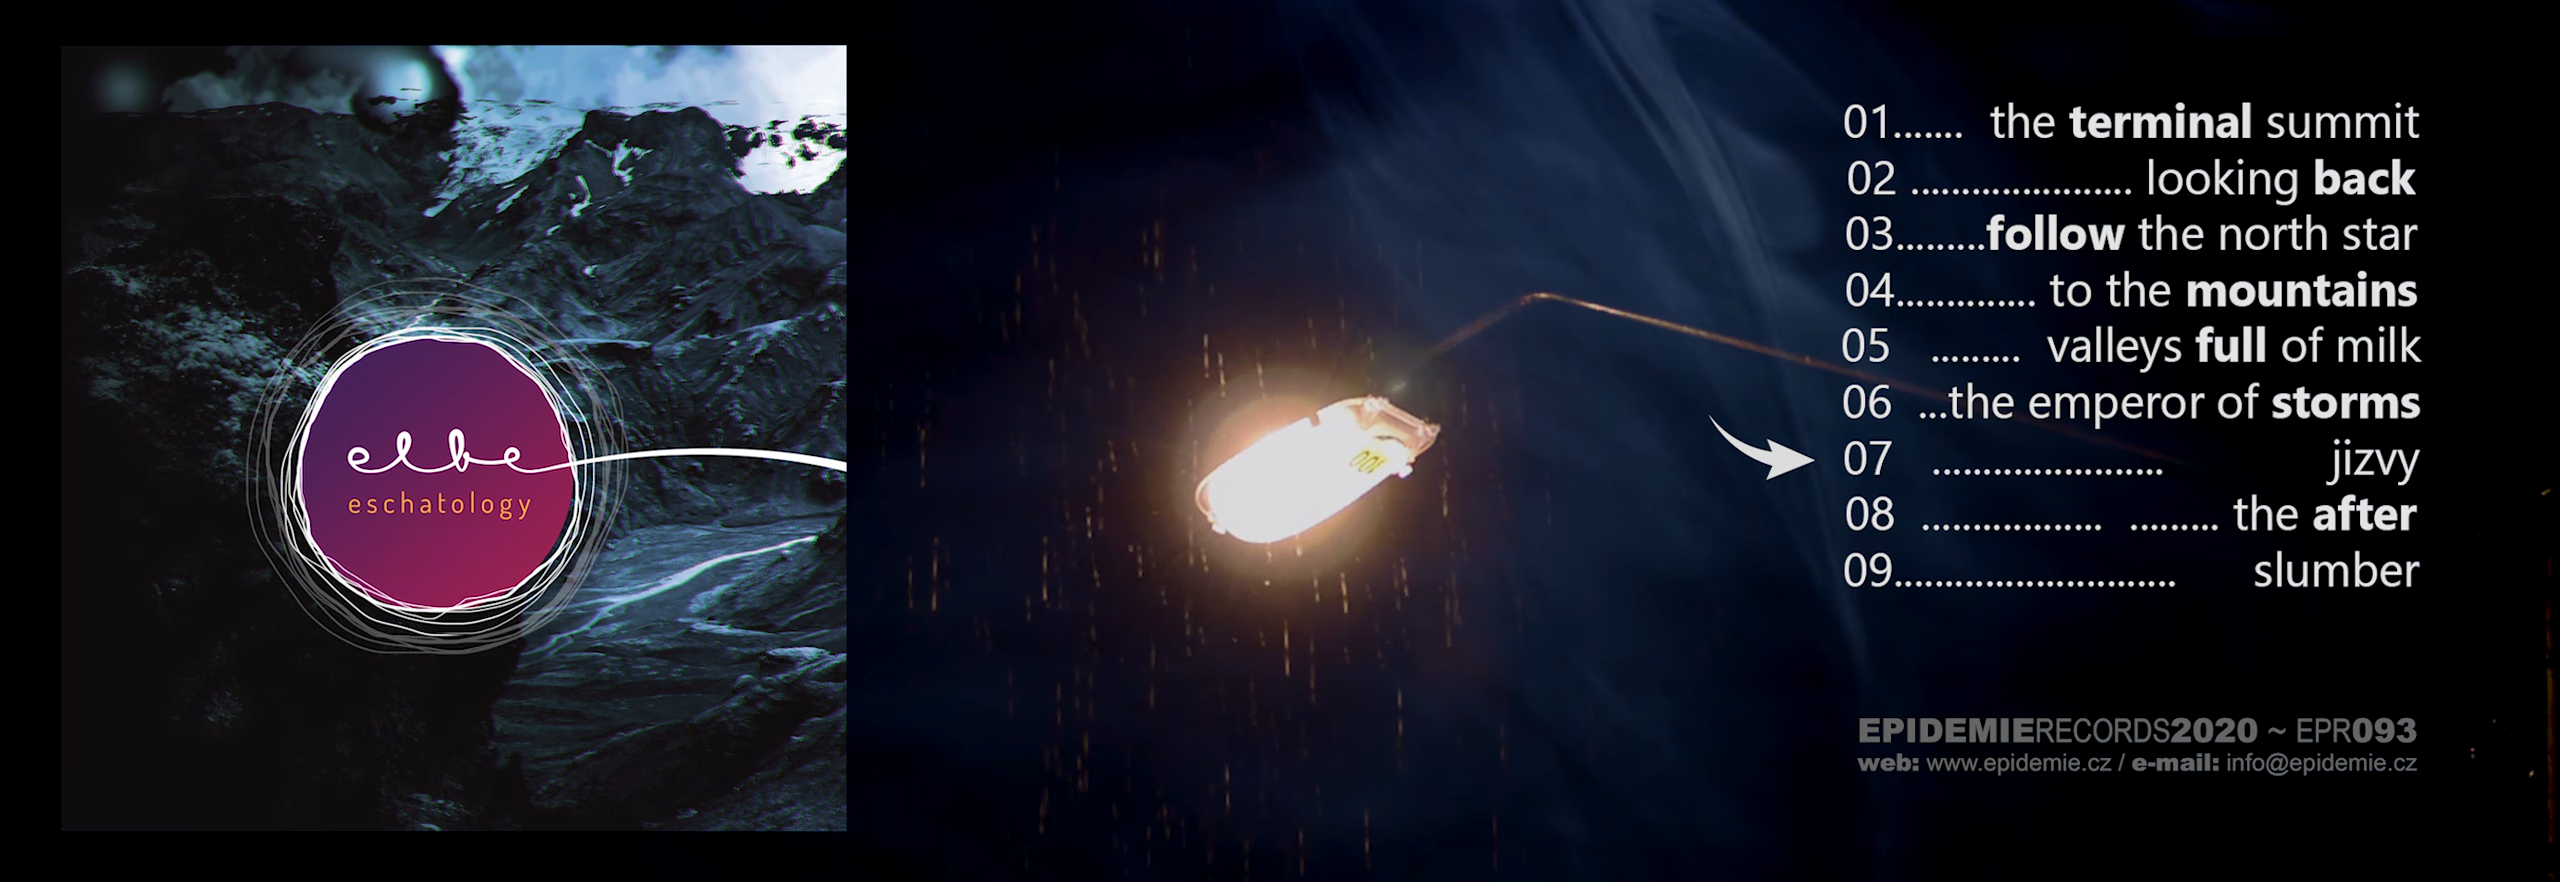 elbe
eschatology
001
01....... the terminal summit
02 ...................... looking back
03.........follow the north star
04.............. to the mountains
05 ......... valleys full of milk
06 ...the emperor of storms
07 ....................... jizvy
08 .................. ......... the after
09............................ slumber
EPIDEMIERECORDS2020 ~ EPR093
web: www.epidemie.cz / e-mail: info@epidemie.cz